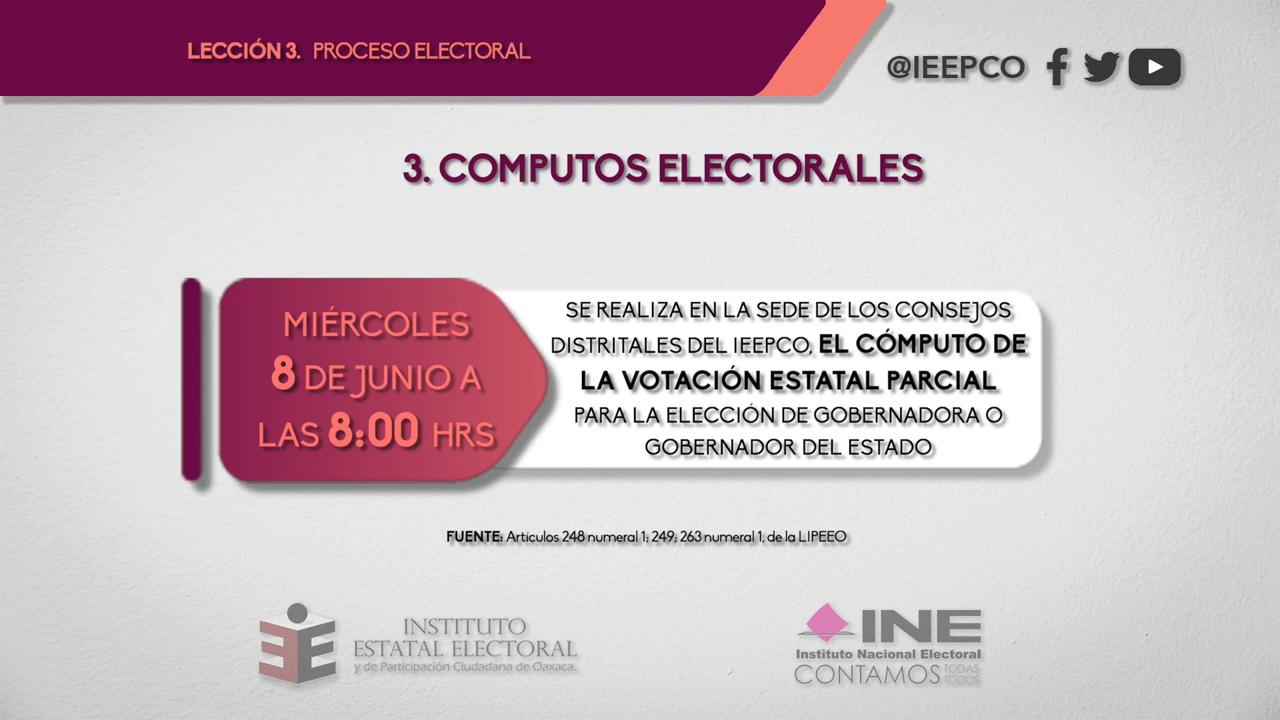 LECCIÓN 3. PROCESO ELECTORAL
@IEEPCO
3. COMPUTOS ELECTORALES
MIÉRCOLES
8 DE JUNIO A
LAS 8:00 HRS
SE REALIZA EN LA SEDE DE LOS CONSEJOS
DISTRITALES DEL IEEPCO, EL CÓMPUTO DE
LA VOTACIÓN ESTATAL PARCIAL
PARA LA ELECCIÓN DE GOBERNADORA O
GOBERNADOR DEL ESTADO
FUENTE: Artículos 248 numeral 1; 249; 263 numeral 1, de la LIPEEO
INSTITUTO
ESTATAL ELECTORAL
y de Participación Ciudadana de Oaxaca.
INE
Instituto Nacional Electoral
CONTAMOS TODAS
TODOS